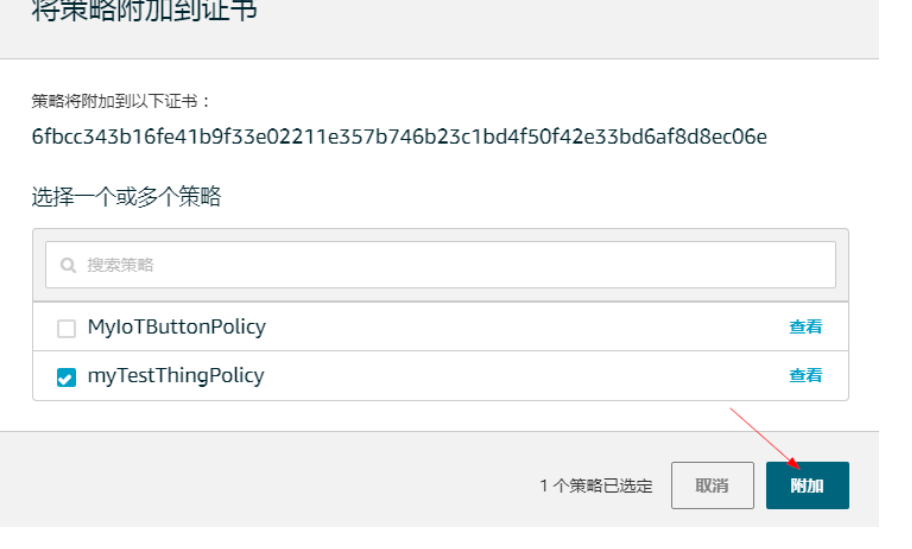 将策略附加到证书
策略将附加到以下证书：
6fbcc343b16fe41b9f33e02211e357b746b23c1bd4f50f42e33bd6af8d8ec06e
选择一个或多个策略
搜索策略
MyIoTButtonPolicy 查看
myTestThingPolicy 查看
1 个策略已选定 取消 附加